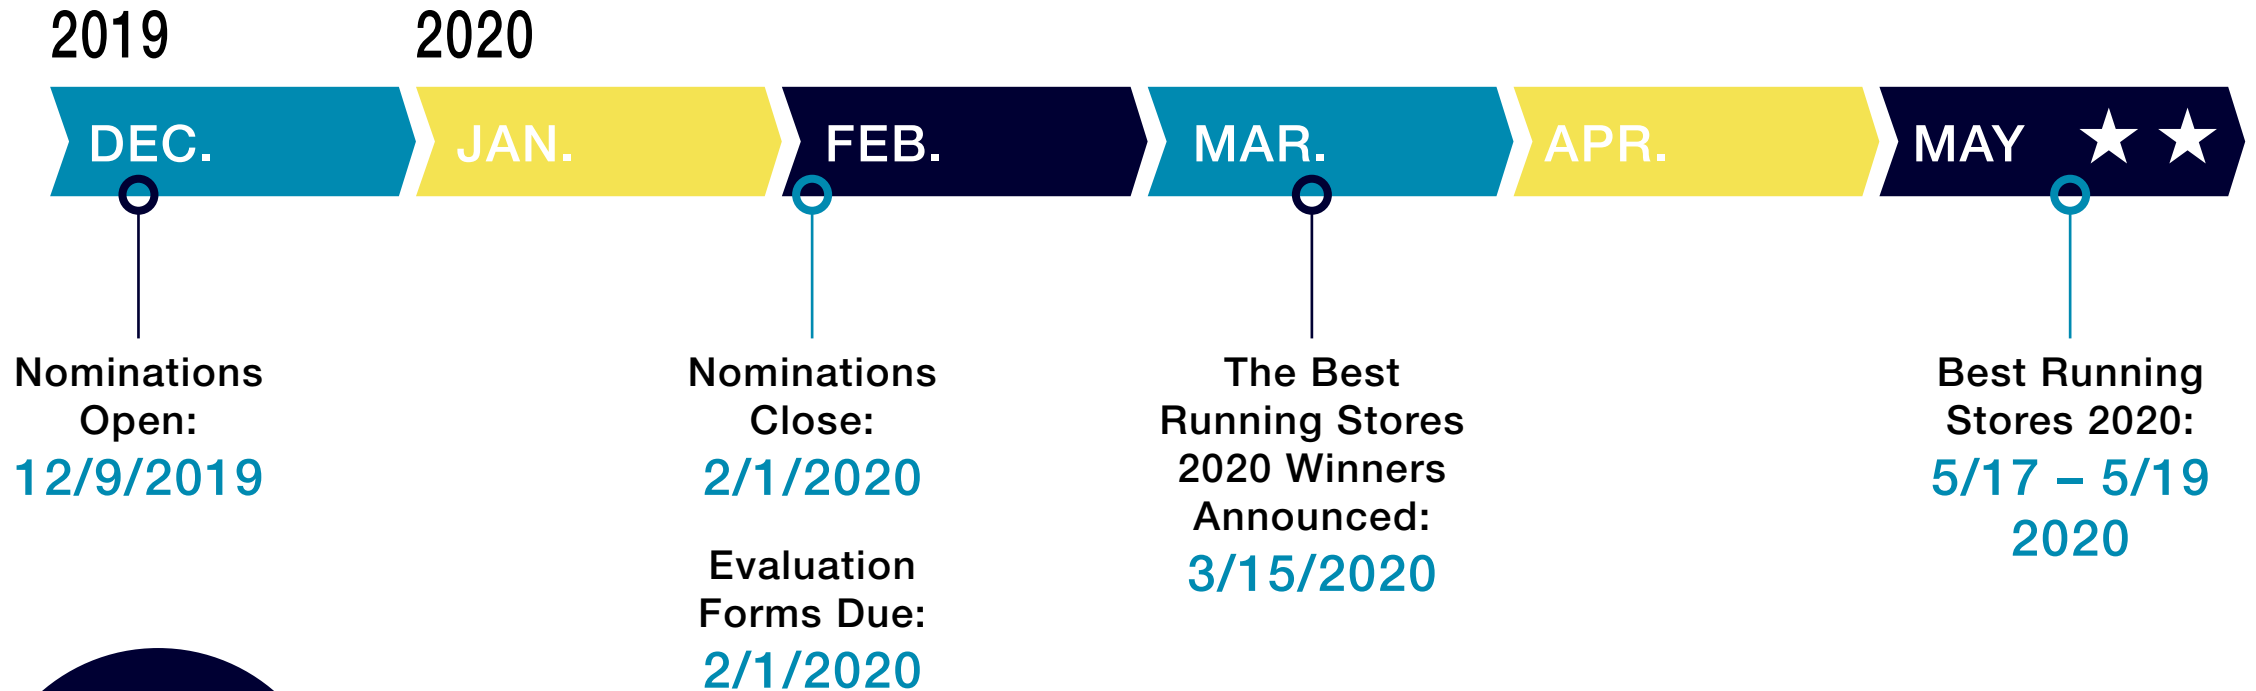 2019
2020
DEC.
JAN.
FEB.
MAR.
APR.
MAY ★ ★
Nominations
Open:
12/9/2019
Nominations
Close:
2/1/2020
Evaluation
Forms Due:
2/1/2020
The Best
Running Stores
2020 Winners
Announced:
3/15/2020
Best Running
Stores 2020:
5/17 – 5/19
2020